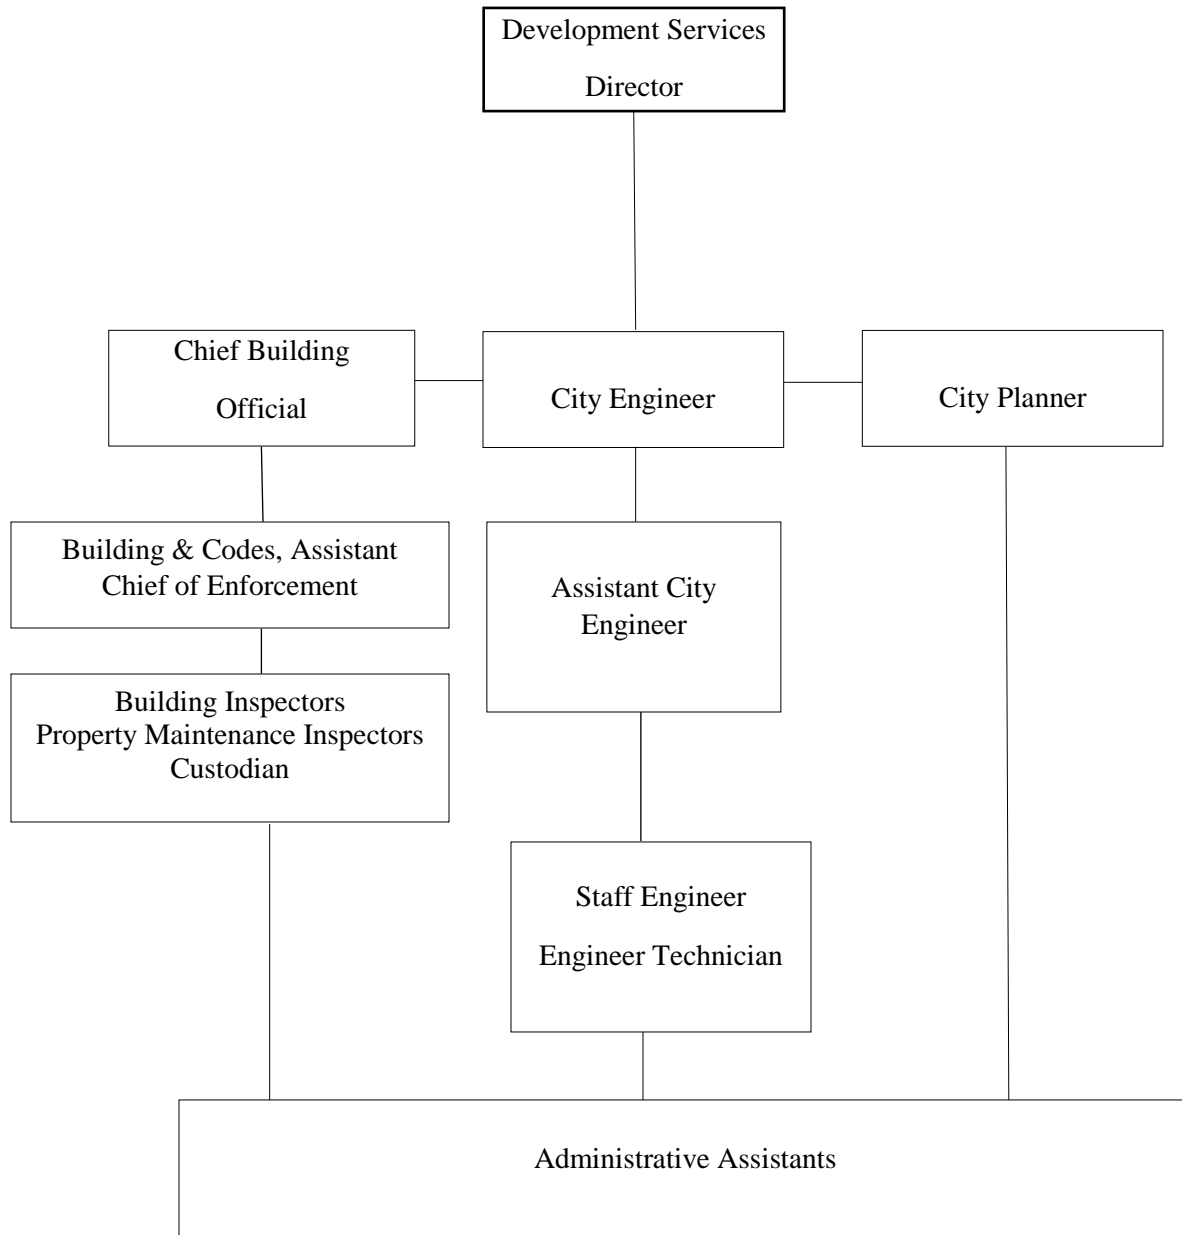 Development Services
Director
Chief Building
Official
City Engineer
City Planner
Building & Codes, Assistant
Chief of Enforcement
Assistant City
Engineer
Building Inspectors
Property Maintenance Inspectors
Custodian
Staff Engineer
Engineer Technician
Administrative Assistants